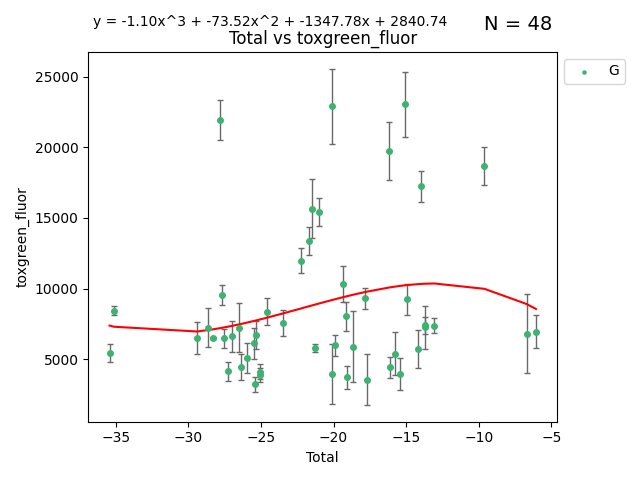 y = -1.10x^3 + -73.52x^2 + -1347.78x + 2840.74
N = 48
Total vs toxgreen_fluor
G
toxgreen_fluor
25000
20000
15000
10000
5000
−35
−30
−25
−20
−15
−10
−5
Total